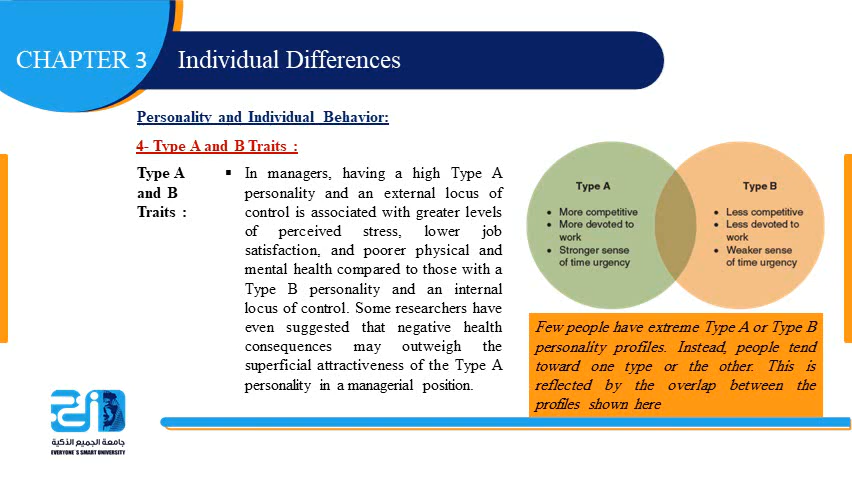 CHAPTER 3
Individual Differences
Personality and Individual Behavior:
4- Type A and B Traits :
Type A
and B
Traits :
▪ In managers, having a high Type A
personality and an external locus of
control is associated with greater levels
of perceived stress, lower job
satisfaction, and poorer physical and
mental health compared to those with a
Type B personality and an internal
locus of control. Some researchers have
even suggested that negative health
consequences may outweigh the
superficial attractiveness of the Type A
personality in a managerial position.
Type A
• More competitive
• More devoted to
work
• Stronger sense
of time urgency
Type B
• Less competitive
• Less devoted to
work
• Weaker sense
of time urgency
Few people have extreme Type A or Type B
personality profiles. Instead, people tend
toward one type or the other. This is
reflected by the overlap between the
profiles shown here
جامعة الجميع الذكية
EVERYONE`S SMART UNIVERSITY